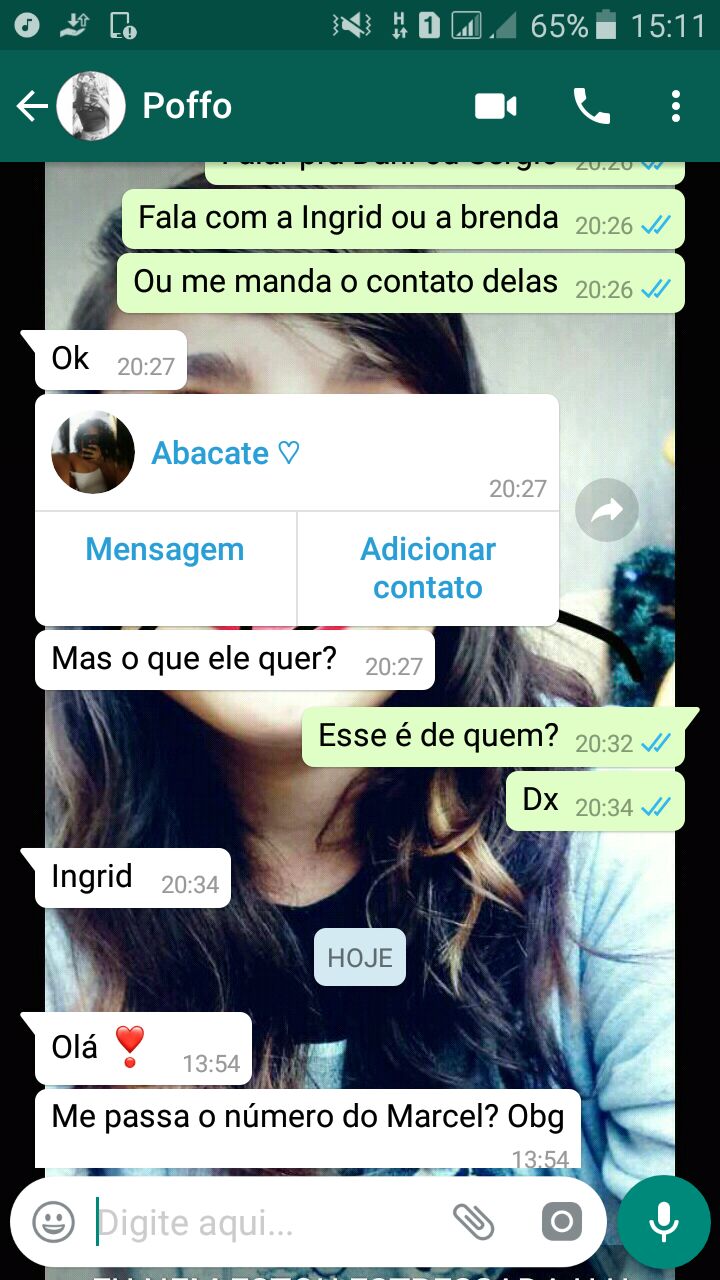 65% 15:11
Poffo
20:26
Fala com a Ingrid ou a brenda 20:26
Ou me manda o contato delas 20:26
Ok 20:27
Abacate ♡
20:27
Mensagem Adicionar
contato
Mas o que ele quer? 20:27
Esse é de quem? 20:32
Dx 20:34
Ingrid 20:34
HOJE
Olá ❣️ 13:54
Me passa o número do Marcel? Obg
13:54
Digite aqui...